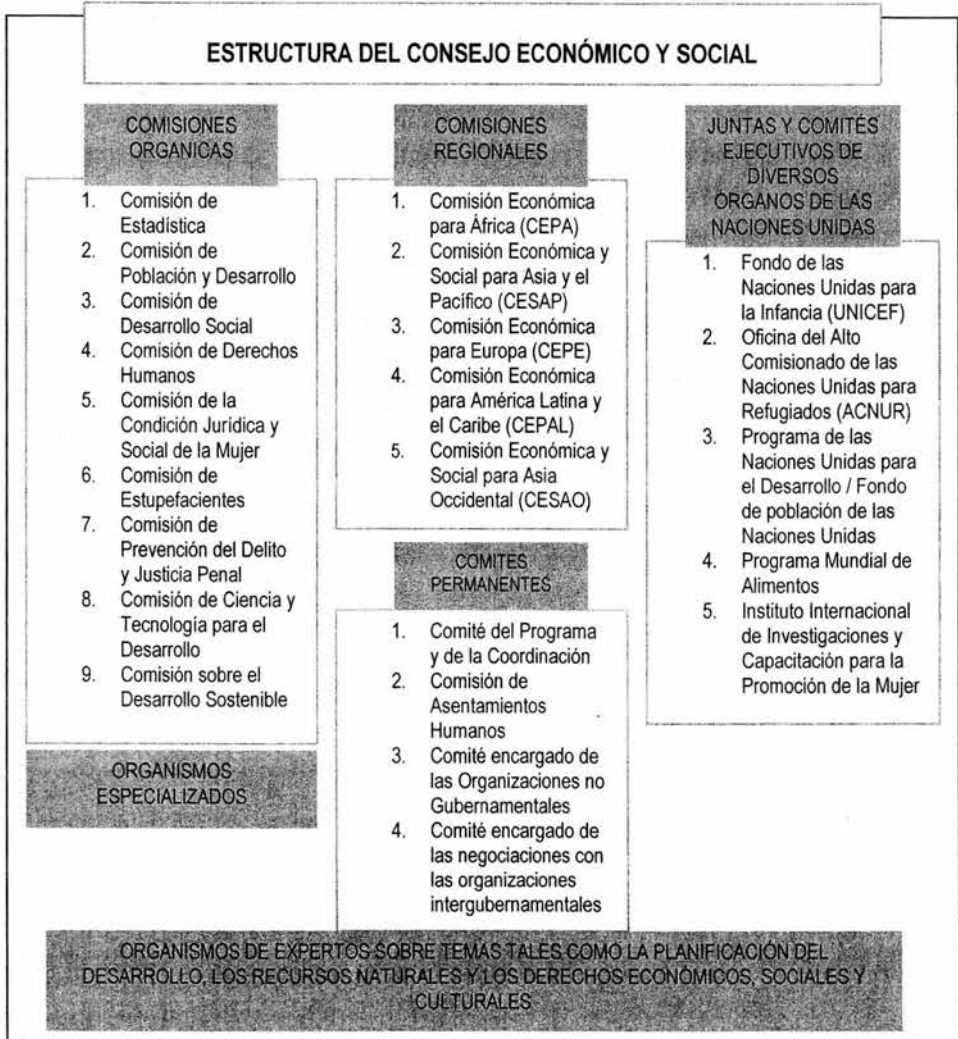 ESTRUCTURA DEL CONSEJO ECONÓMICO Y SOCIAL
COMISIONES
ORGANICAS
1. Comisión de
Estadística
2. Comisión de
Población y Desarrollo
3. Comisión de
Desarrollo Social
4. Comisión de Derechos
Humanos
5. Comisión de la
Condición Jurídica y
Social de la Mujer
6. Comisión de
Estupefacientes
7. Comisión de
Prevención del Delito
y Justicia Penal
8. Comisión de Ciencia y
Tecnología para el
Desarrollo
9. Comisión sobre el
Desarrollo Sostenible
ORGANISMOS
ESPECIALIZADOS
COMISIONES
REGIONALES
1. Comisión Económica
para África (CEPA)
2. Comisión Económica y
Social para Asia y el
Pacífico (CESAP)
3. Comisión Económica
para Europa (CEPE)
4. Comisión Económica
para América Latina y
el Caribe (CEPAL)
5. Comisión Económica y
Social para Asia
Occidental (CESAO)
COMITES
PERMANENTES
1. Comité del Programa
y de la Coordinación
2. Comisión de
Asentamientos
Humanos
3. Comité encargado de
las Organizaciones no
Gubernamentales
4. Comité encargado de
las negociaciones con
las organizaciones
intergubernamentales
JUNTAS Y COMITÉS
EJECUTIVOS DE
DIVERSOS
ÓRGANOS DE LAS
NACIONES UNIDAS
1. Fondo de las
Naciones Unidas para
la Infancia (UNICEF)
2. Oficina del Alto
Comisionado de las
Naciones Unidas para
Refugiados (ACNUR)
3. Programa de las
Naciones Unidas para
el Desarrollo / Fondo
de población de las
Naciones Unidas
4. Programa Mundial de
Alimentos
5. Instituto Internacional
de Investigaciones y
Capacitación para la
Promoción de la Mujer
ORGANISMOS DE EXPERTOS SOBRE TEMAS TALES COMO LA PLANIFICACIÓN DEL
DESARROLLO, LOS RECURSOS NATURALES Y LOS DERECHOS ECONÓMICOS, SOCIALES Y
CULTURALES